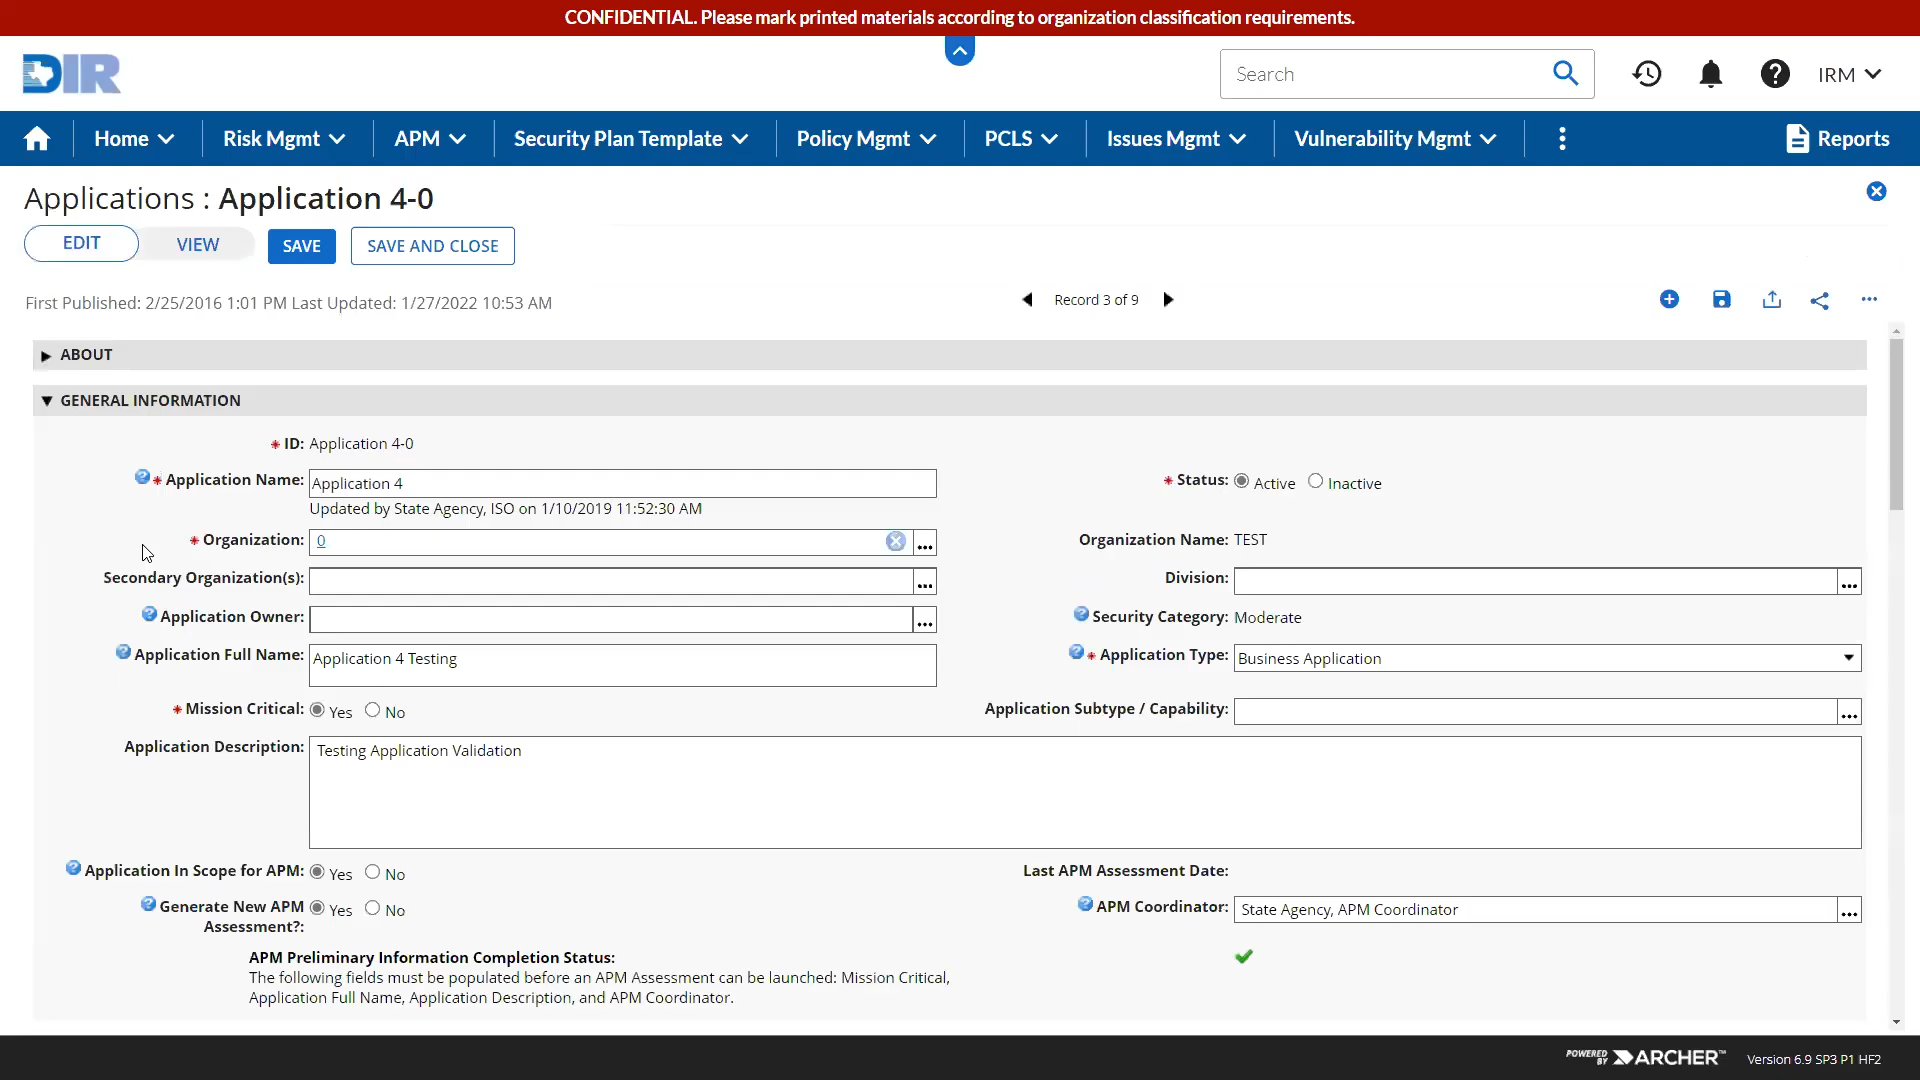 CONFIDENTIAL. Please mark printed materials according to organization classification requirements.
DIR
Search
IRM
Home
Risk Mgmt
APM
Security Plan Template
Policy Mgmt
PCLS
Issues Mgmt
Vulnerability Mgmt
Reports
Applications : Application 4-0
EDIT VIEW SAVE SAVE AND CLOSE
First Published: 2/25/2016 1:01 PM Last Updated: 1/27/2022 10:53 AM
Record 3 of 9
ABOUT
GENERAL INFORMATION
* ID: Application 4-0
* Application Name: Application 4
Updated by State Agency, ISO on 1/10/2019 11:52:30 AM
* Status: Active Inactive
* Organization: 0 ...
Organization Name: TEST
Secondary Organization(s): ...
Division: ...
Application Owner: ...
Security Category: Moderate
Application Full Name: Application 4 Testing
* Application Type: Business Application
* Mission Critical: Yes No
Application Subtype / Capability: ...
Application Description: Testing Application Validation
Application In Scope for APM: Yes No
Last APM Assessment Date:
Generate New APM Assessment?: Yes No
APM Coordinator: State Agency, APM Coordinator ...
APM Preliminary Information Completion Status:
The following fields must be populated before an APM Assessment can be launched: Mission Critical,
Application Full Name, Application Description, and APM Coordinator.
POWERED BY ARCHER™
Version 6.9 SP3 P1 HF2